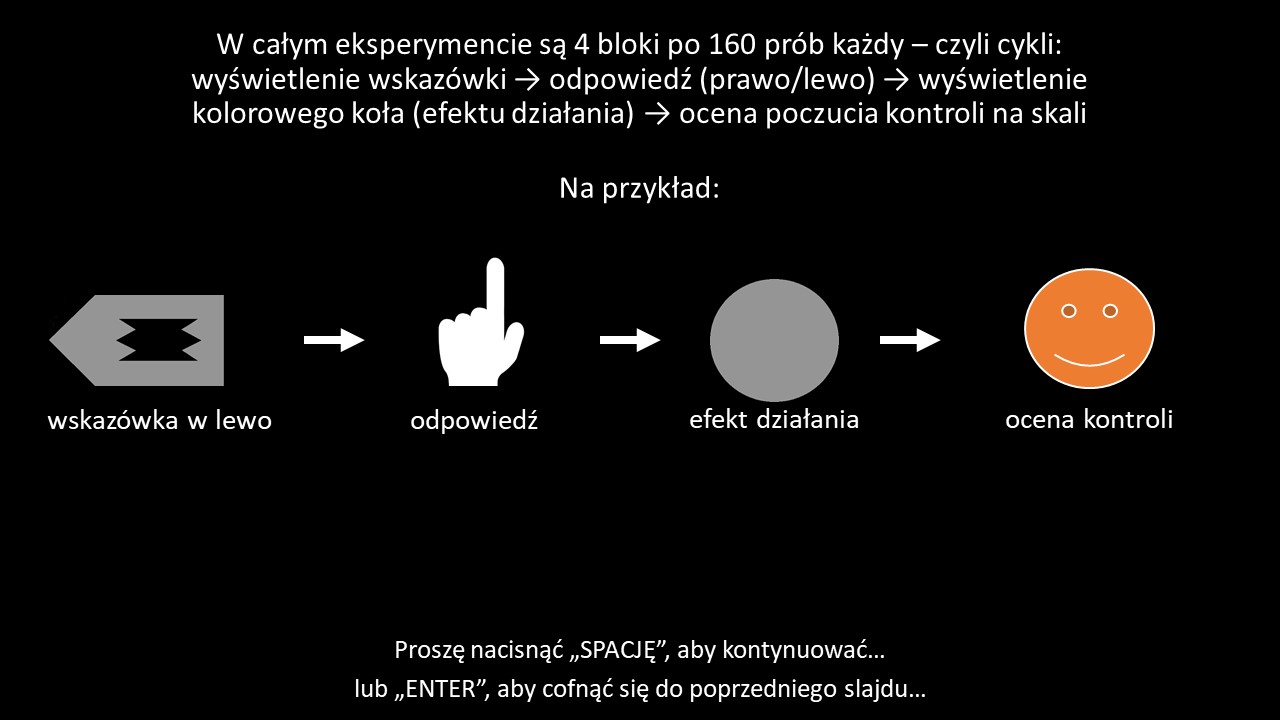 W całym eksperymencie są 4 bloki po 160 prób każdy – czyli cykli:
wyświetlenie wskazówki → odpowiedź (prawo/lewo) → wyświetlenie
kolorowego koła (efektu działania) → ocena poczucia kontroli na skali
Na przykład:
wskazówka w lewo
odpowiedź
efekt działania
ocena kontroli
Proszę nacisnąć „SPACJĘ”, aby kontynuować...
lub „ENTER”, aby cofnąć się do poprzedniego slajdu...